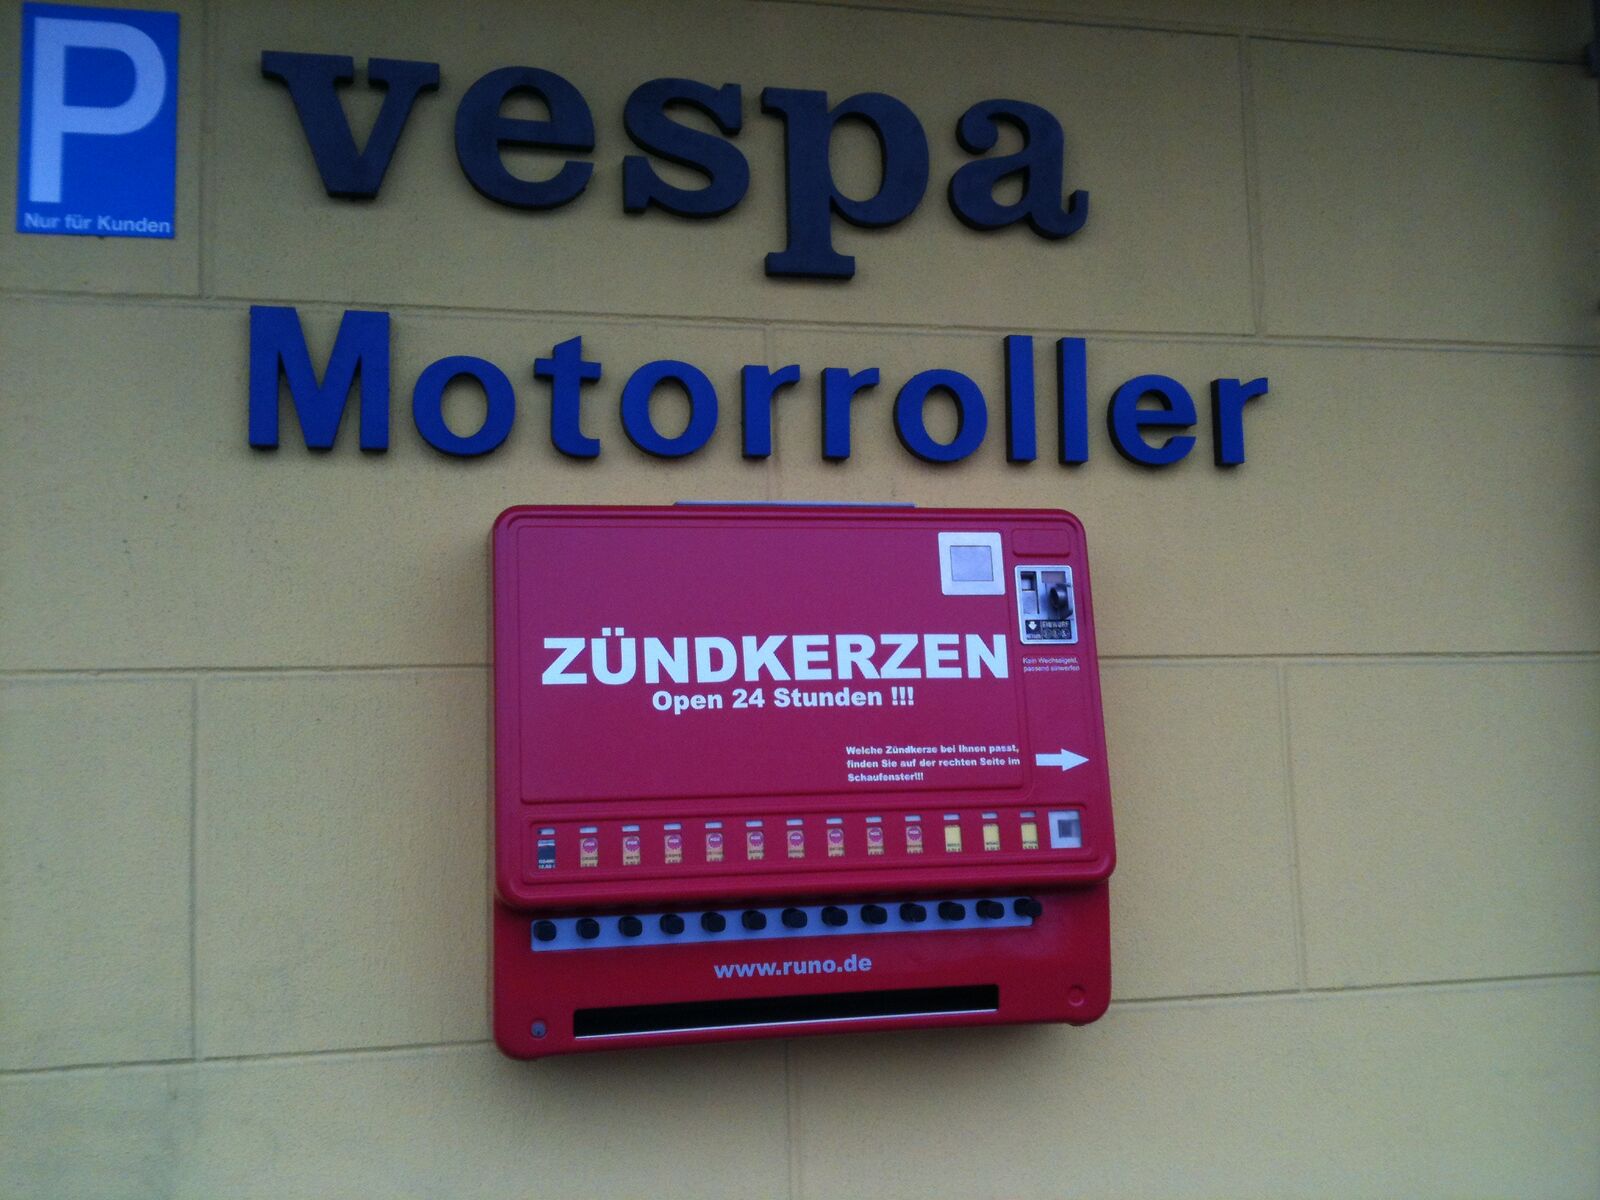 P
Nur für Kunden
vespa
Motorroller
ZÜNDKERZEN
Open 24 Stunden !!!
Kein Wechselgeld,
passend einwerfen
Welche Zündkerze bei Ihnen passt,
finden Sie auf der rechten Seite im
Schaufenster!!!
www.runo.de